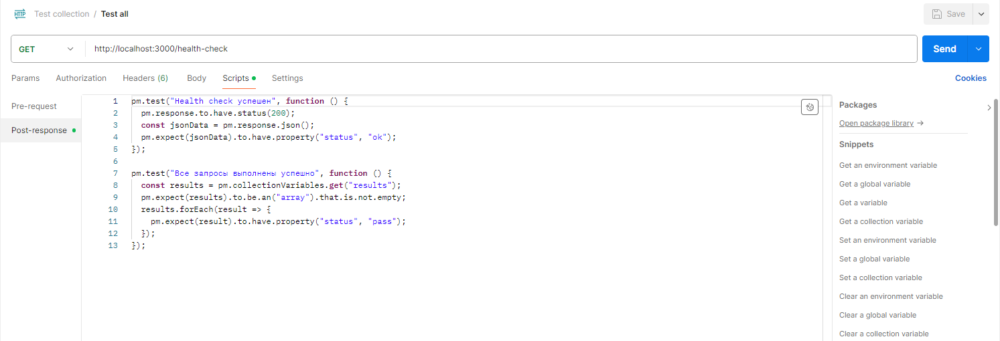 HTTP Test collection / Test all Save
GET http://localhost:3000/health-check Send
Params Authorization Headers (6) Body Scripts Settings Cookies
Pre-request
Post-response
1 pm.test("Health check успешен", function () {
2 pm.response.to.have.status(200);
3 const jsonData = pm.response.json();
4 pm.expect(jsonData).to.have.property("status", "ok");
5 });
6
7 pm.test("Все запросы выполнены успешно", function () {
8 const results = pm.collectionVariables.get("results");
9 pm.expect(results).to.be.an("array").that.is.not.empty;
10 results.forEach(result => {
11 pm.expect(result).to.have.property("status", "pass");
12 });
13 });
Packages
Open package library →
Snippets
Get an environment variable
Get a global variable
Get a variable
Get a collection variable
Set an environment variable
Set a global variable
Set a collection variable
Clear an environment variable
Clear a global variable
Clear a collection variable